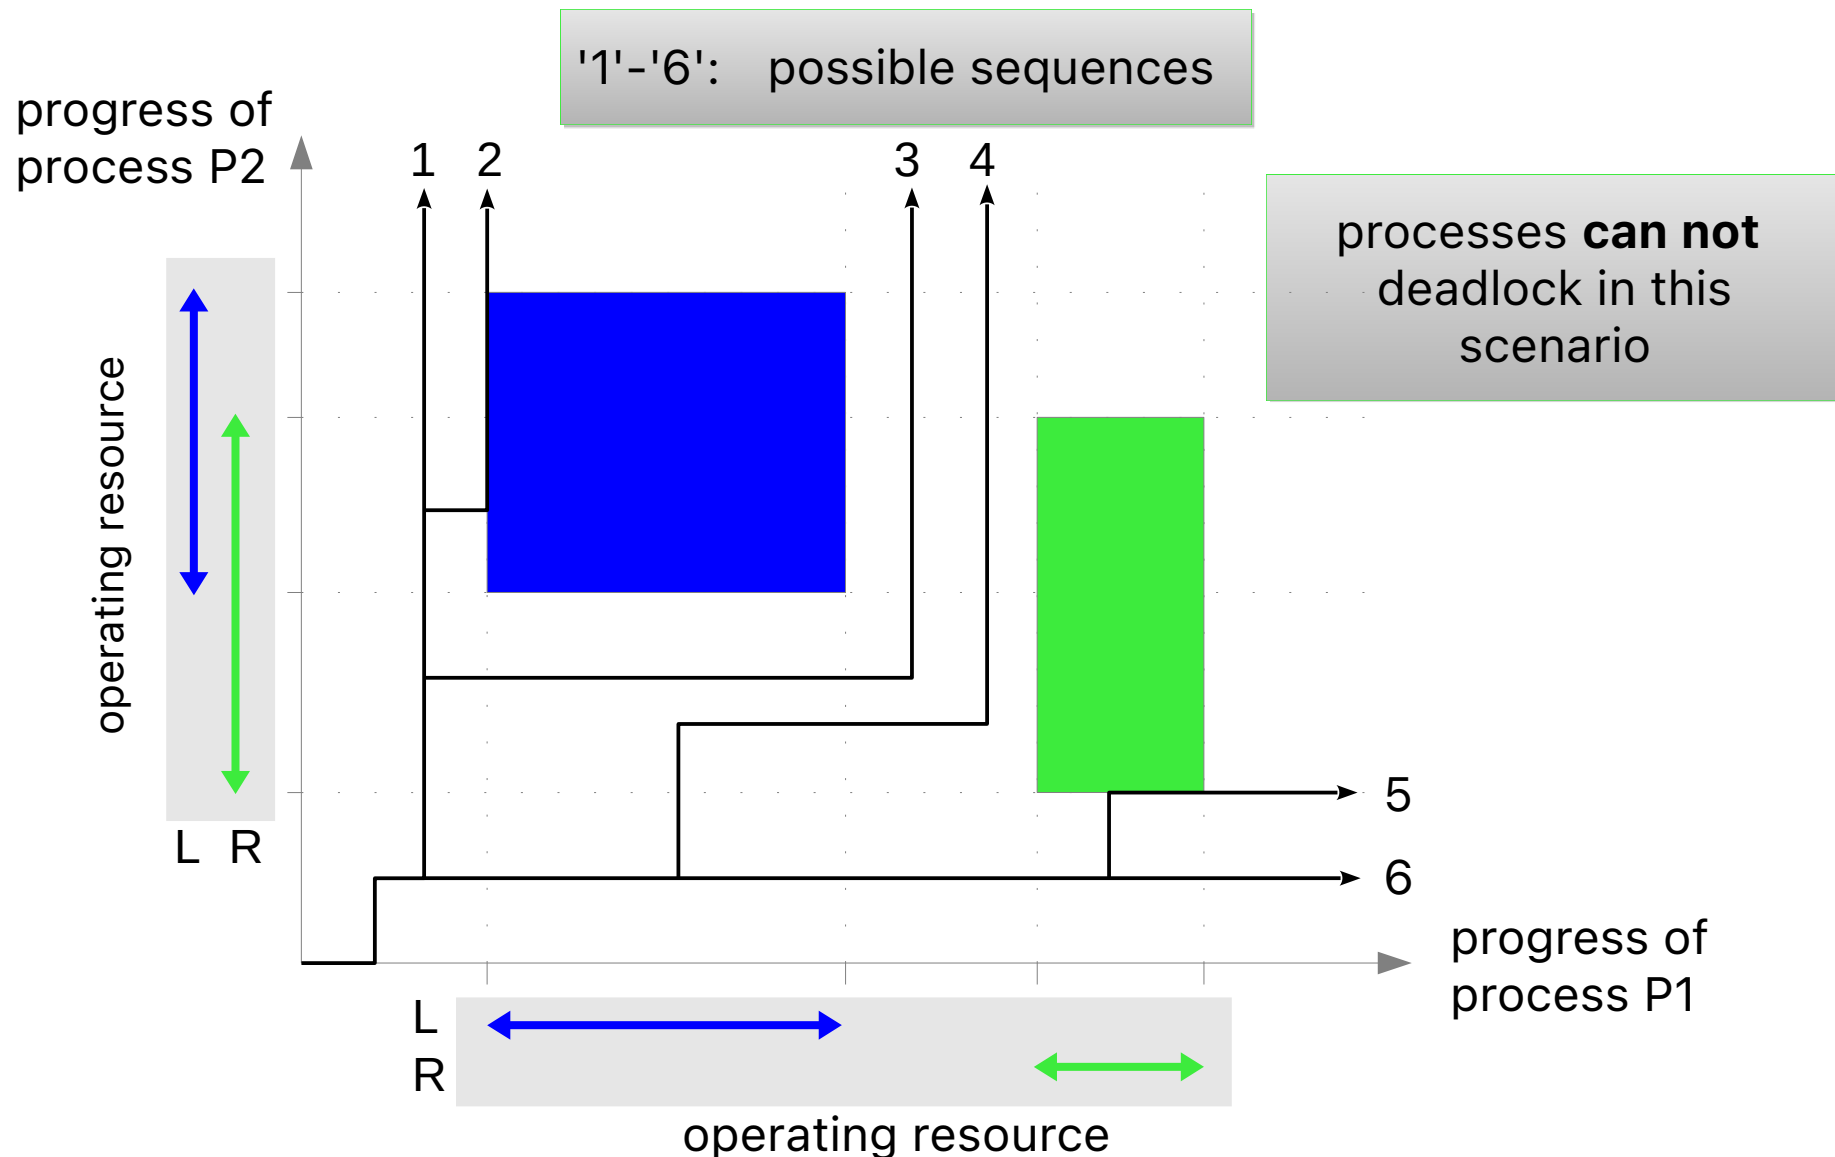 '1'-'6': possible sequences
progress of
process P2
1 2 3 4
processes can not
deadlock in this
scenario
operating resource
L R
5
6
progress of
process P1
L
R
operating resource